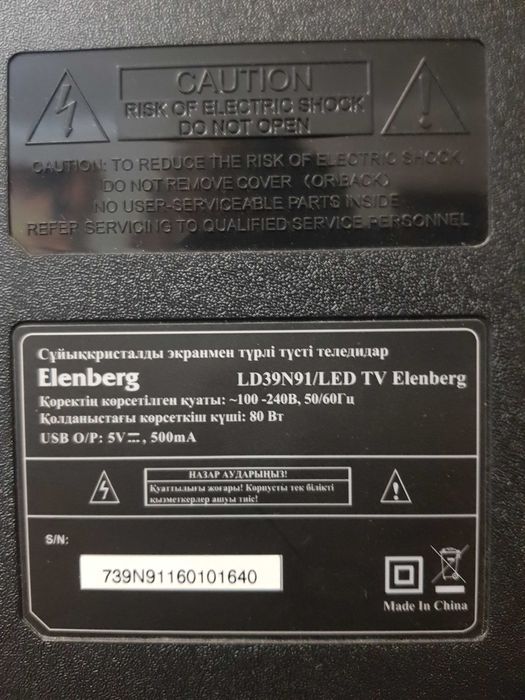 CAUTION
RISK OF ELECTRIC SHOCK
DO NOT OPEN
CAUTION: TO REDUCE THE RISK OF ELECTRIC SHOCK,
DO NOT REMOVE COVER (OR BACK)
NO USER-SERVICEABLE PARTS INSIDE
REFER SERVICING TO QUALIFIED SERVICE PERSONNEL
Сұйықкристалды экранмен түрлі түсті теледидар
Elenberg LD39N91/LED TV Elenberg
Қоректін көрсетілген қуаты: ~100 -240В, 50/60Гц
Қолданыстағы көрсеткіш күші: 80 Вт
USB O/P: 5V⎓, 500mA
НАЗАР АУДАРЫҢЫЗ!
Қуаттылығы жоғары! Корпусты тек білікті
қызметкерлер ашуы тиіс!
S/N:
739N91160101640
Made In China